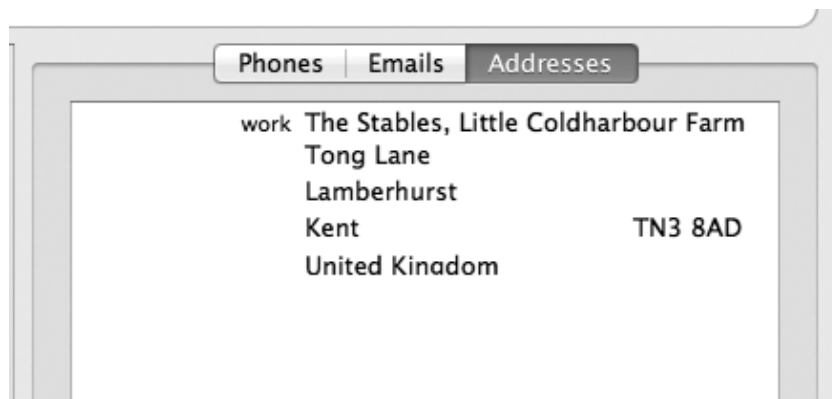 Phones Emails Addresses
work The Stables, Little Coldharbour Farm
Tong Lane
Lamberhurst
Kent TN3 8AD
United Kingdom